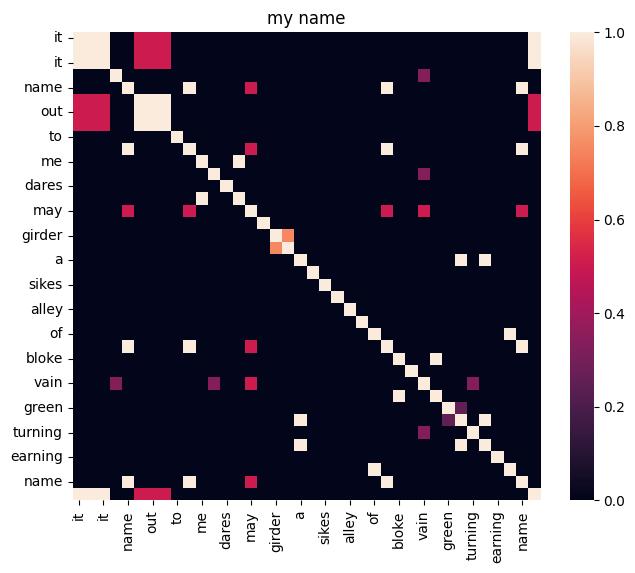 my name
it
it
name
out
to
me
dares
may
girder
a
sikes
alley
of
bloke
vain
green
turning
earning
name
it
it
name
out
to
me
dares
may
girder
a
sikes
alley
of
bloke
vain
green
turning
earning
name
1.0
0.8
0.6
0.4
0.2
0.0